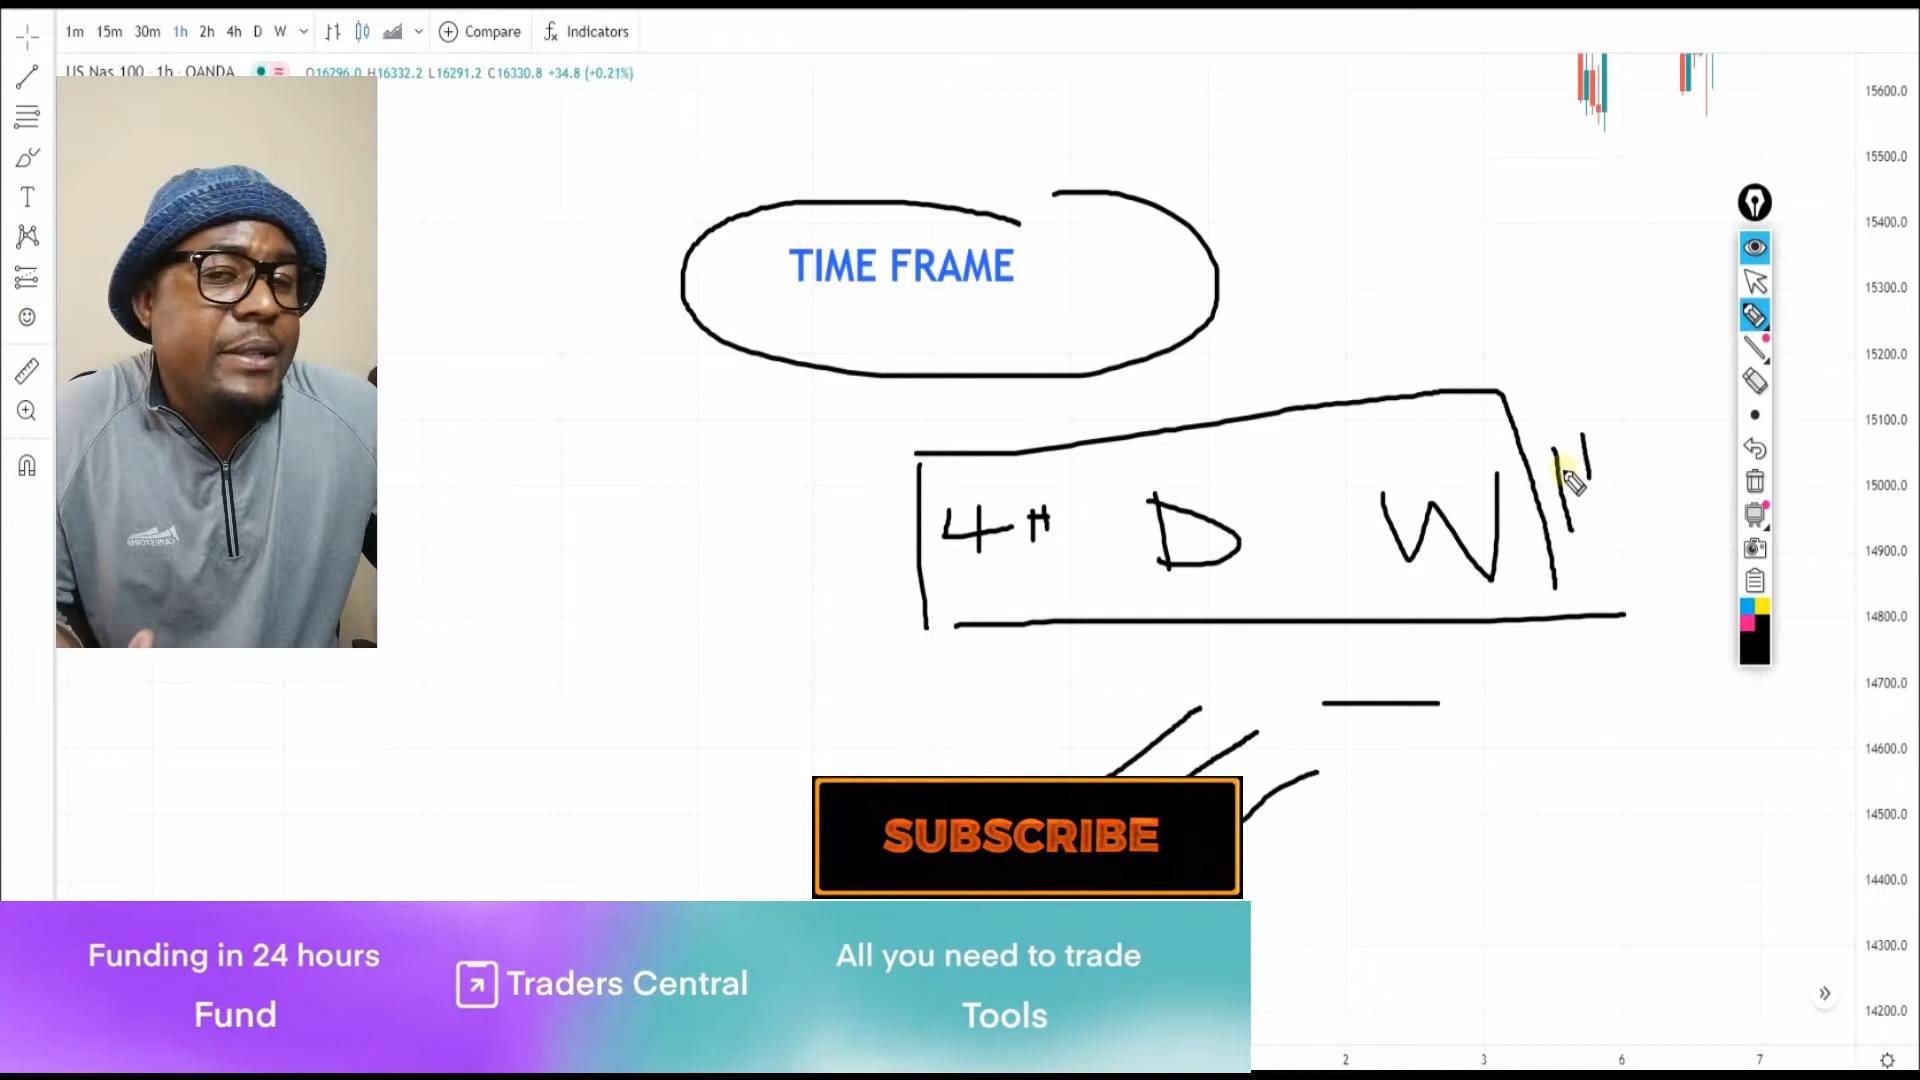 1m 15m 30m 1h 2h 4h D W Compare Indicators
US Nas 100 · 1h · OANDA O16296.0 H16332.2 L16291.2 C16330.8 +34.8 (+0.21%)
15600.0
15500.0
15400.0
15300.0
15200.0
15100.0
15000.0
14900.0
14800.0
14700.0
14600.0
14500.0
14400.0
14300.0
14200.0
TIME FRAME
4H D W
SUBSCRIBE
Funding in 24 hours
Fund
Traders Central
All you need to trade
Tools
2 3 6 7